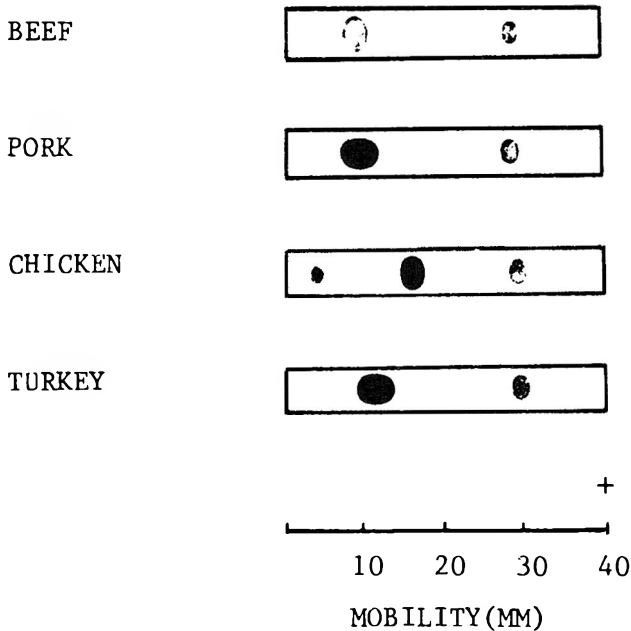 BEEF
PORK
CHICKEN
TURKEY
+
10 20 30 40
MOBILITY(MM)